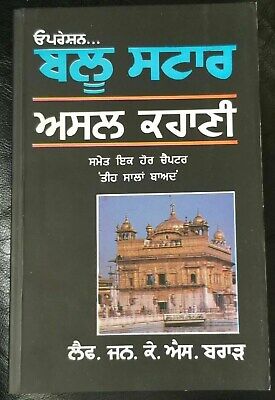 ਓਪਰੇਸ਼ਨ...
ਬਲੂ ਸਟਾਰ
ਅਸਲ ਕਹਾਣੀ
ਸਮੇਤ ਇਕ ਹੋਰ ਚੈਪਟਰ
'ਤੀਹ ਸਾਲਾਂ ਬਾਅਦ'
ਲੈਫ. ਜਨ. ਕੇ. ਐਸ. ਬਰਾੜ